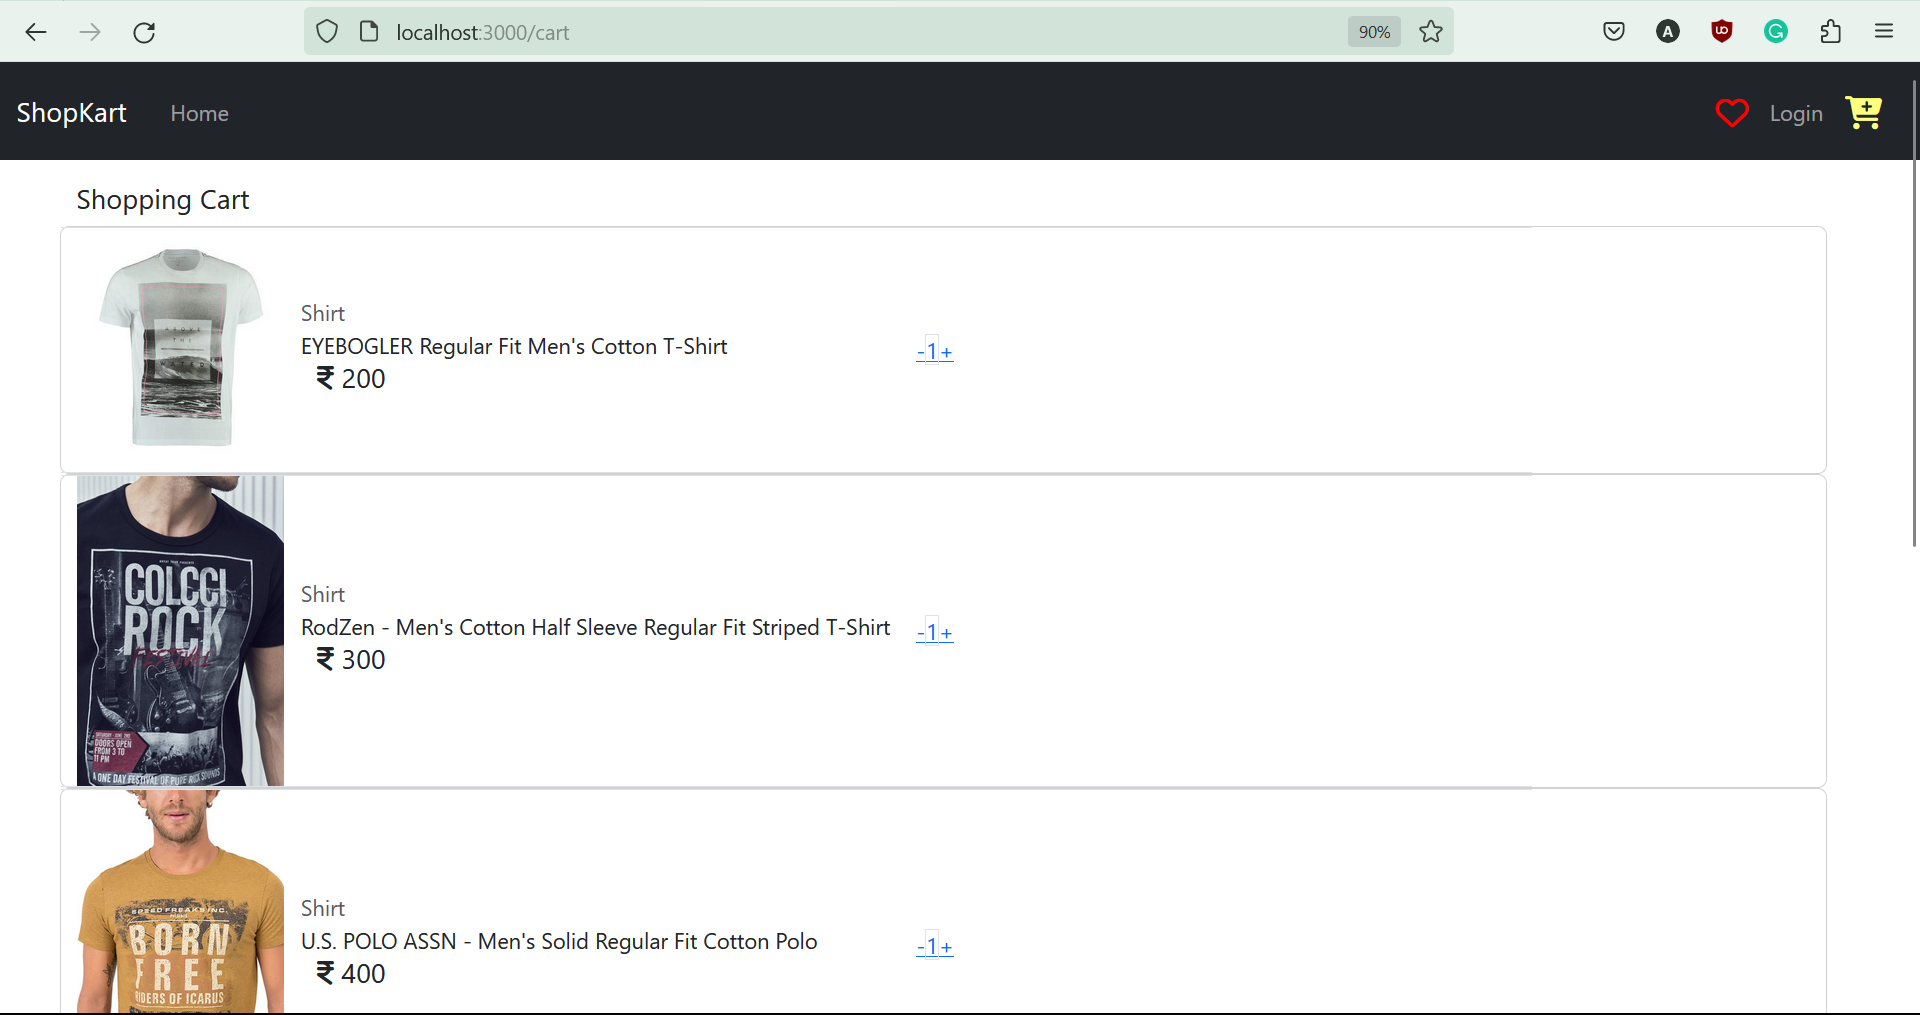 localhost:3000/cart
90%
ShopKart
Home
Login
Shopping Cart
Shirt
EYEBOGLER Regular Fit Men's Cotton T-Shirt
₹ 200
-1+
ABOVE
THE
WATER
Shirt
RodZen - Men's Cotton Half Sleeve Regular Fit Striped T-Shirt
₹ 300
-1+
COLCCI
ROCK
FESTIVAL
DOORS OPEN
FROM 3 TO
11 PM
A ONE DAY FESTIVAL OF PURE ROCK SOUNDS
Shirt
U.S. POLO ASSN - Men's Solid Regular Fit Cotton Polo
₹ 400
-1+
SPEED FREAKS INC.
BORN
FREE
RIDERS OF ICARUS